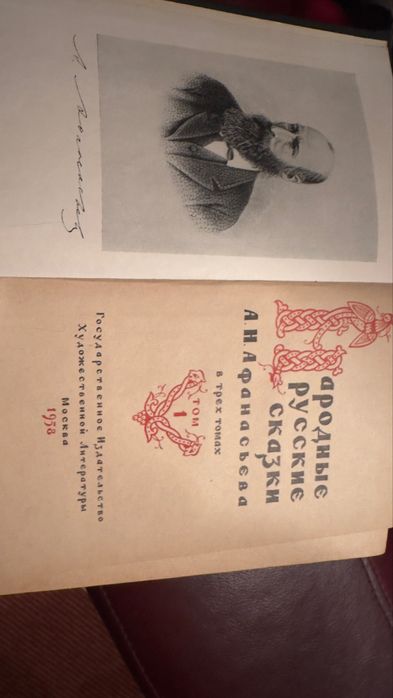 Народные
русские
сказки
А.Н.Афанасьева
в трех томах
том
1
Государственное Издательство
Художественной Литературы
Москва
1958